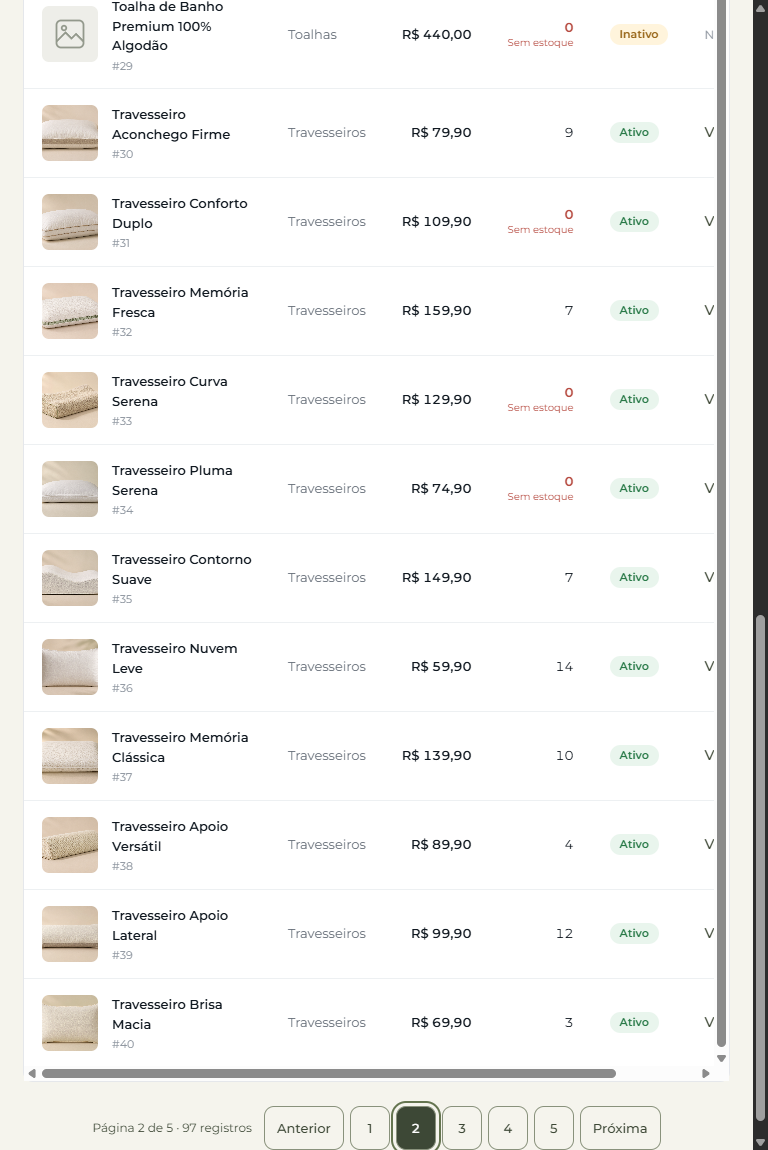 Toalha de Banho
Premium 100%
Algodão
#29
Toalhas
R$ 440,00
0
Sem estoque
Inativo
N
Travesseiro
Aconchego Firme
#30
Travesseiros
R$ 79,90
9
Ativo
V
Travesseiro Conforto
Duplo
#31
Travesseiros
R$ 109,90
0
Sem estoque
Ativo
V
Travesseiro Memória
Fresca
#32
Travesseiros
R$ 159,90
7
Ativo
V
Travesseiro Curva
Serena
#33
Travesseiros
R$ 129,90
0
Sem estoque
Ativo
V
Travesseiro Pluma
Serena
#34
Travesseiros
R$ 74,90
0
Sem estoque
Ativo
V
Travesseiro Contorno
Suave
#35
Travesseiros
R$ 149,90
7
Ativo
V
Travesseiro Nuvem
Leve
#36
Travesseiros
R$ 59,90
14
Ativo
V
Travesseiro Memória
Clássica
#37
Travesseiros
R$ 139,90
10
Ativo
V
Travesseiro Apoio
Versátil
#38
Travesseiros
R$ 89,90
4
Ativo
V
Travesseiro Apoio
Lateral
#39
Travesseiros
R$ 99,90
12
Ativo
V
Travesseiro Brisa
Macia
#40
Travesseiros
R$ 69,90
3
Ativo
V
Página 2 de 5 · 97 registros
Anterior
1
2
3
4
5
Próxima